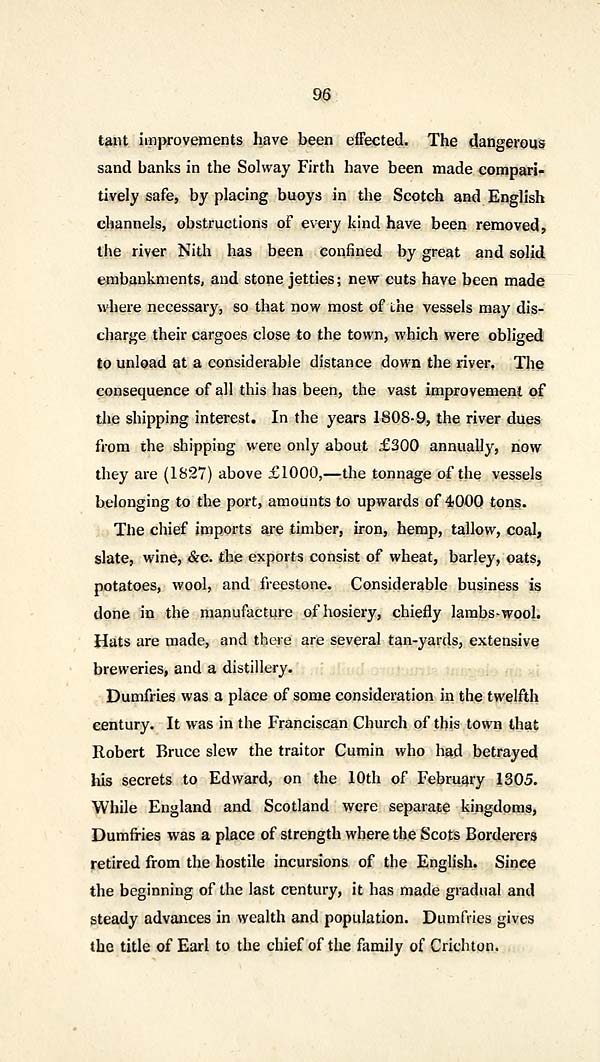 96
tant improvements have been effected. The dangerous
sand banks in the Solway Firth have been made compari-
tively safe, by placing buoys in the Scotch and English
channels, obstructions of every kind have been removed,
the river Nith has been confined by great and solid
embankments, and stone jetties; new cuts have been made
where necessary, so that now most of the vessels may dis-
charge their cargoes close to the town, which were obliged
to unload at a considerable distance down the river. The
consequence of all this has been, the vast improvement of
the shipping interest. In the years 1808-9, the river dues
from the shipping were only about £300 annually, now
they are (1827) above £1000,—the tonnage of the vessels
belonging to the port, amounts to upwards of 4000 tons.
The chief imports are timber, iron, hemp, tallow, coal,
slate, wine, &c. the exports consist of wheat, barley, oats,
potatoes, wool, and freestone. Considerable business is
done in the manufacture of hosiery, chiefly lambs-wool.
Hats are made, and there are several tan-yards, extensive
breweries, and a distillery.
Dumfries was a place of some consideration in the twelfth
century. It was in the Franciscan Church of this town that
Robert Bruce slew the traitor Cumin who had betrayed
his secrets to Edward, on the 10th of February 1305.
While England and Scotland were separate kingdoms,
Dumfries was a place of strength where the Scots Borderers
retired from the hostile incursions of the English. Since
the beginning of the last century, it has made gradual and
steady advances in wealth and population. Dumfries gives
the title of Earl to the chief of the family of Crichton.